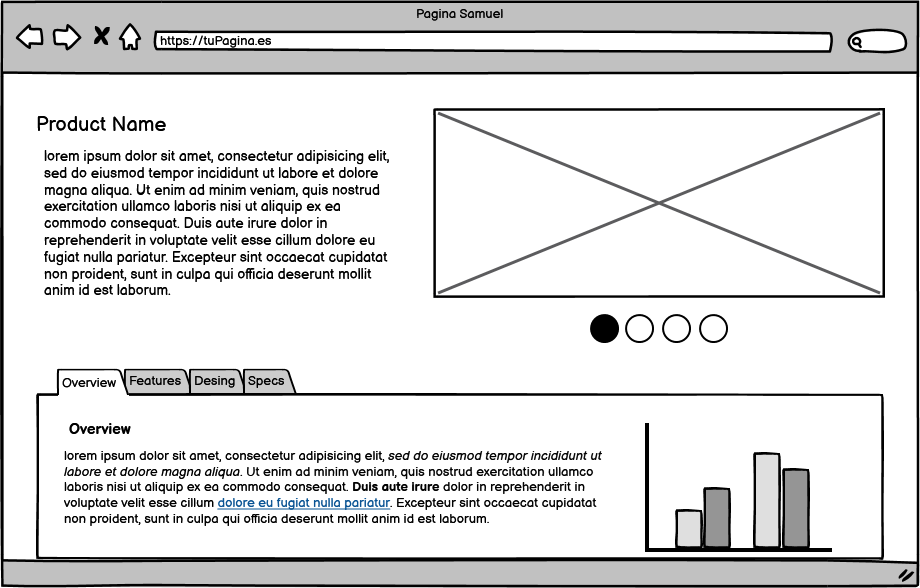 Pagina Samuel
https://tuPagina.es
Product Name
lorem ipsum dolor sit amet, consectetur adipisicing elit,
sed do eiusmod tempor incididunt ut labore et dolore
magna aliqua. Ut enim ad minim veniam, quis nostrud
exercitation ullamco laboris nisi ut aliquip ex ea
commodo consequat. Duis aute irure dolor in
reprehenderit in voluptate velit esse cillum dolore eu
fugiat nulla pariatur. Excepteur sint occaecat cupidatat
non proident, sunt in culpa qui officia deserunt mollit
anim id est laborum.
Overview Features Desing Specs
Overview
lorem ipsum dolor sit amet, consectetur adipisicing elit, sed do eiusmod tempor incididunt ut
labore et dolore magna aliqua. Ut enim ad minim veniam, quis nostrud exercitation ullamco
laboris nisi ut aliquip ex ea commodo consequat. Duis aute irure dolor in reprehenderit in
voluptate velit esse cillum dolore eu fugiat nulla pariatur. Excepteur sint occaecat cupidatat
non proident, sunt in culpa qui officia deserunt mollit anim id est laborum.